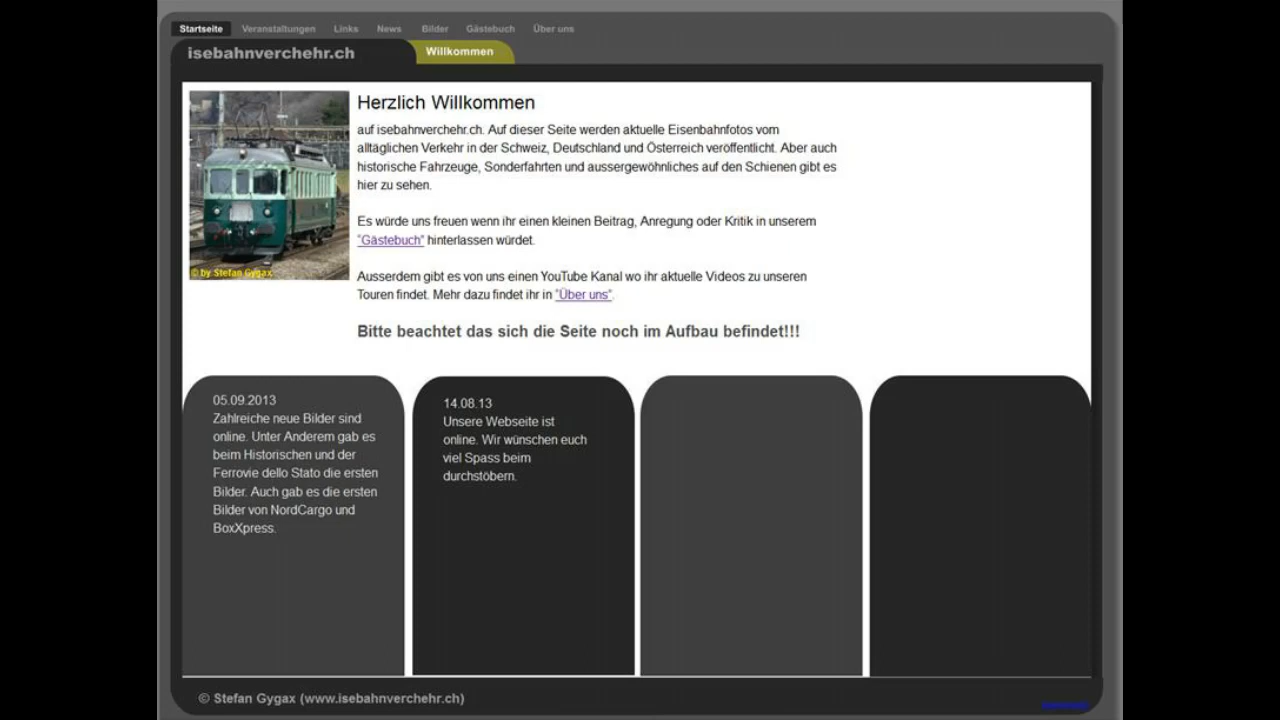 Startseite Veranstaltungen Links News Bilder Gästebuch Über uns
isebahnverchehr.ch
Willkommen
Herzlich Willkommen
auf isebahnverchehr.ch. Auf dieser Seite werden aktuelle Eisenbahnfotos vom
alltäglichen Verkehr in der Schweiz, Deutschland und Österreich veröffentlicht. Aber auch
historische Fahrzeuge, Sonderfahrten und aussergewöhnliches auf den Schienen gibt es
hier zu sehen.
Es würde uns freuen wenn ihr einen kleinen Beitrag, Anregung oder Kritik in unserem
"Gästebuch" hinterlassen würdet.
Ausserdem gibt es von uns einen YouTube Kanal wo ihr aktuelle Videos zu unseren
Touren findet. Mehr dazu findet ihr in "Über uns".
Bitte beachtet das sich die Seite noch im Aufbau befindet!!!
© by Stefan Gygax
05.09.2013
Zahlreiche neue Bilder sind
online. Unter Anderem gab es
beim Historischen und der
Ferrovie dello Stato die ersten
Bilder. Auch gab es die ersten
Bilder von NordCargo und
BoxXpress.
14.08.13
Unsere Webseite ist
online. Wir wünschen euch
viel Spass beim
durchstöbern.
© Stefan Gygax (www.isebahnverchehr.ch)